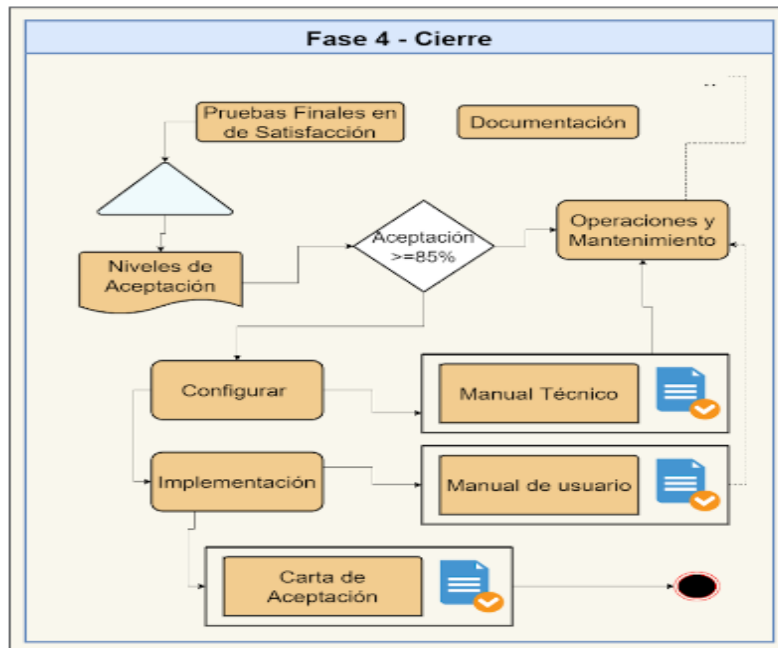 Fase 4 - Cierre
Pruebas Finales en
de Satisfacción
Documentación
..
Operaciones y
Mantenimiento
Aceptación
>=85%
Niveles de
Aceptación
Configurar
Manual Técnico
Implementación
Manual de usuario
Carta de
Aceptación